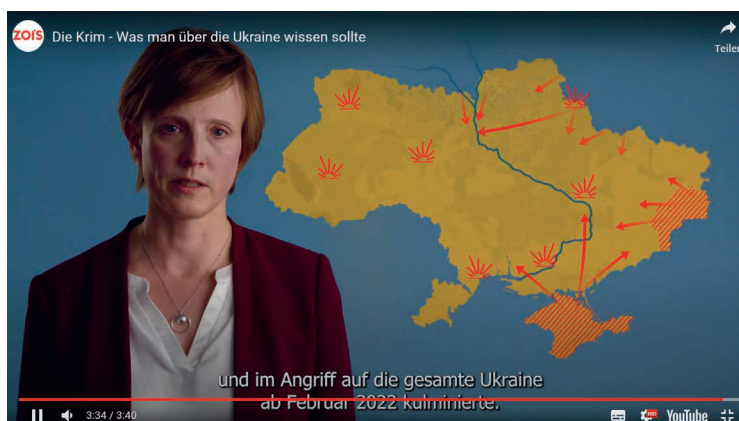 ZOiS
Die Krim - Was man über die Ukraine wissen sollte
Teilen
und im Angriff auf die gesamte Ukraine
ab Februar 2022 kulminierte.
3:34 / 3:40
HD
YouTube